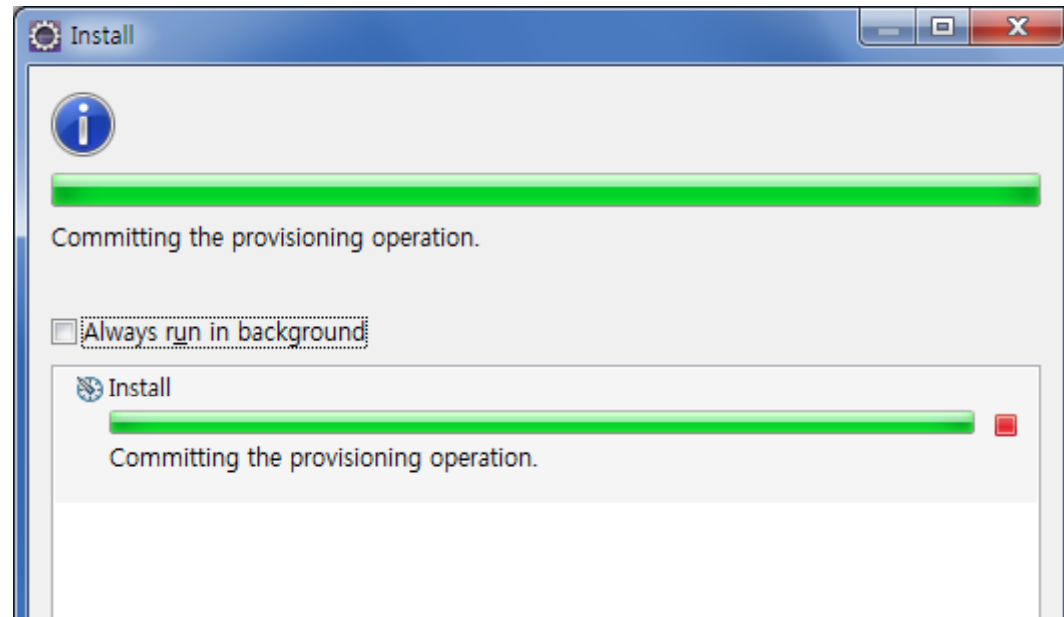 Install
Committing the provisioning operation.
Always run in background
Install
Committing the provisioning operation.